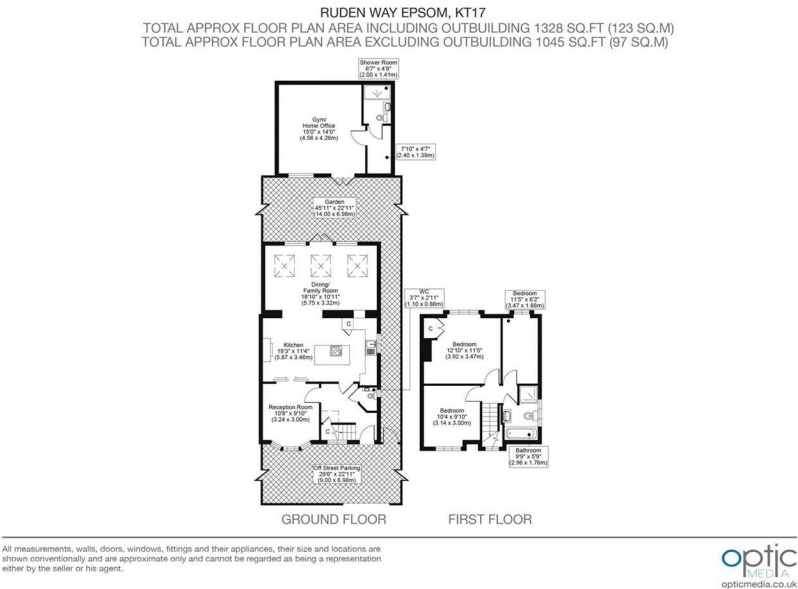 RUDEN WAY EPSOM, KT17
TOTAL APPROX FLOOR PLAN AREA INCLUDING OUTBUILDING 1328 SQ.FT (123 SQ.M)
TOTAL APPROX FLOOR PLAN AREA EXCLUDING OUTBUILDING 1045 SQ.FT (97 SQ.M)
Shower Room
6'7" x 4'8"
(2.00 x 1.41m)
Gym/
Home Office
15'0" x 14'0"
(4.56 x 4.26m)
7'10" x 4'7"
(2.40 x 1.39m)
Garden
45'11" x 22'11"
(14.00 x 6.98m)
Dining/
Family Room
18'10" x 10'11"
(5.75 x 3.32m)
WC
3'7" x 2'11"
(1.10 x 0.88m)
Bedroom
11'5" x 6'2"
(3.47 x 1.88m)
C
C
Kitchen
19'3" x 11'4"
(5.87 x 3.46m)
Bedroom
12'10" x 11'5"
(3.92 x 3.47m)
Reception Room
10'8" x 9'10"
(3.24 x 3.00m)
Bedroom
10'4 x 9'10"
(3.14 x 3.00m)
C
Bathroom
9'9" x 5'9"
(2.96 x 1.76m)
Off Street Parking
29'6" x 22'11"
(9.00 x 6.98m)
GROUND FLOOR
FIRST FLOOR
All measurements, walls, doors, windows, fittings and their appliances, their size and locations are
shown conventionally and are approximate only and cannot be regarded as being a representation
either by the seller or his agent.
optic
MEDIA
opticmedia.co.uk